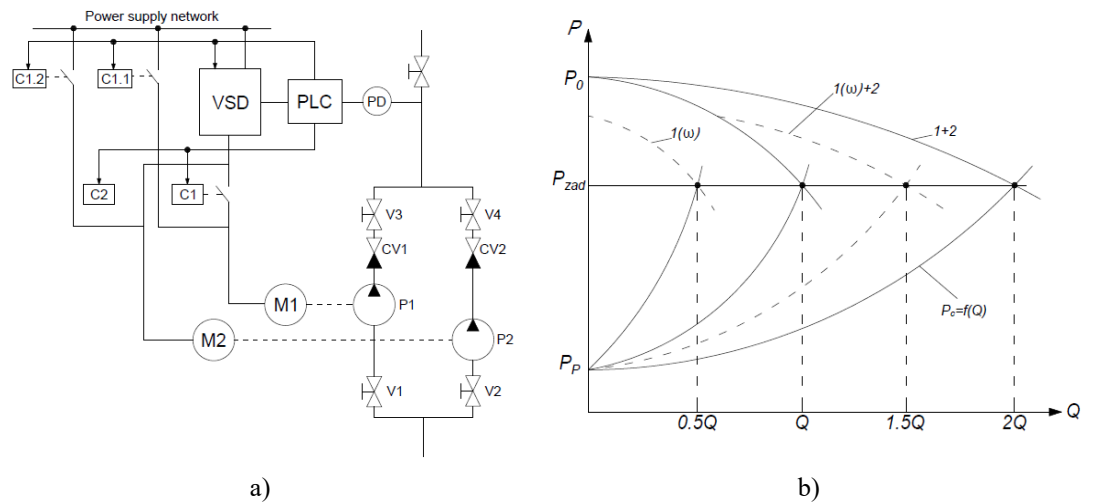 Power supply network
C1.2
C1.1
VSD
PLC
PD
C2
C1
V3
V4
CV1
CV2
M1
P1
M2
P2
V1
V2
a)
P
P0
1(ω)+2
1(ω)
1+2
Pzad
Pc=f(Q)
PP
0.5Q
Q
1.5Q
2Q
Q
b)